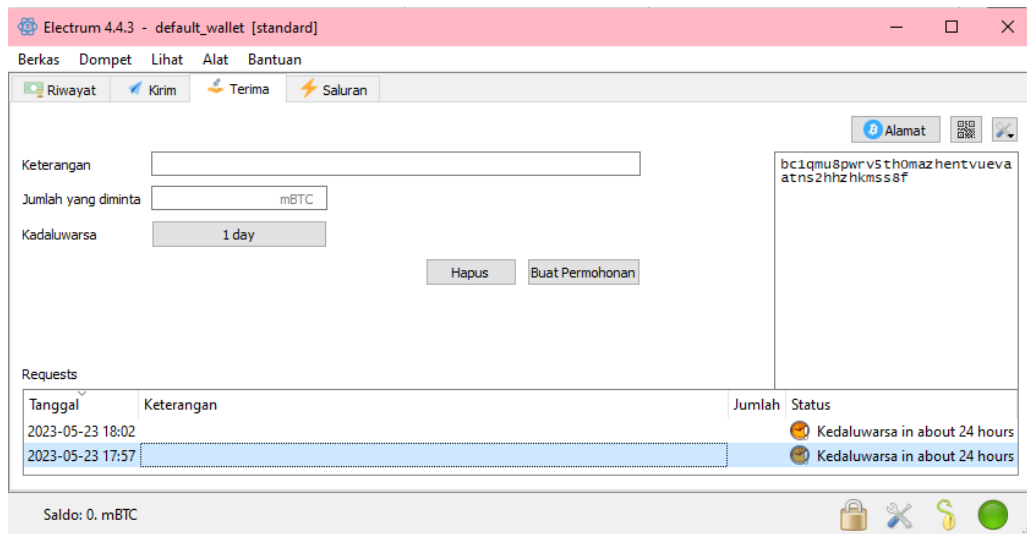 Electrum 4.4.3 - default_wallet [standard]
Berkas Dompet Lihat Alat Bantuan
Riwayat Kirim Terima Saluran
Alamat
Keterangan
bc1qmu8pwrv5th0mazhentvueva
atns2hhzhkmss8f
Jumlah yang diminta mBTC
Kadaluwarsa 1 day
Hapus Buat Permohonan
Requests
Tanggal Keterangan Jumlah Status
2023-05-23 18:02 Kedaluwarsa in about 24 hours
2023-05-23 17:57 Kedaluwarsa in about 24 hours
Saldo: 0. mBTC